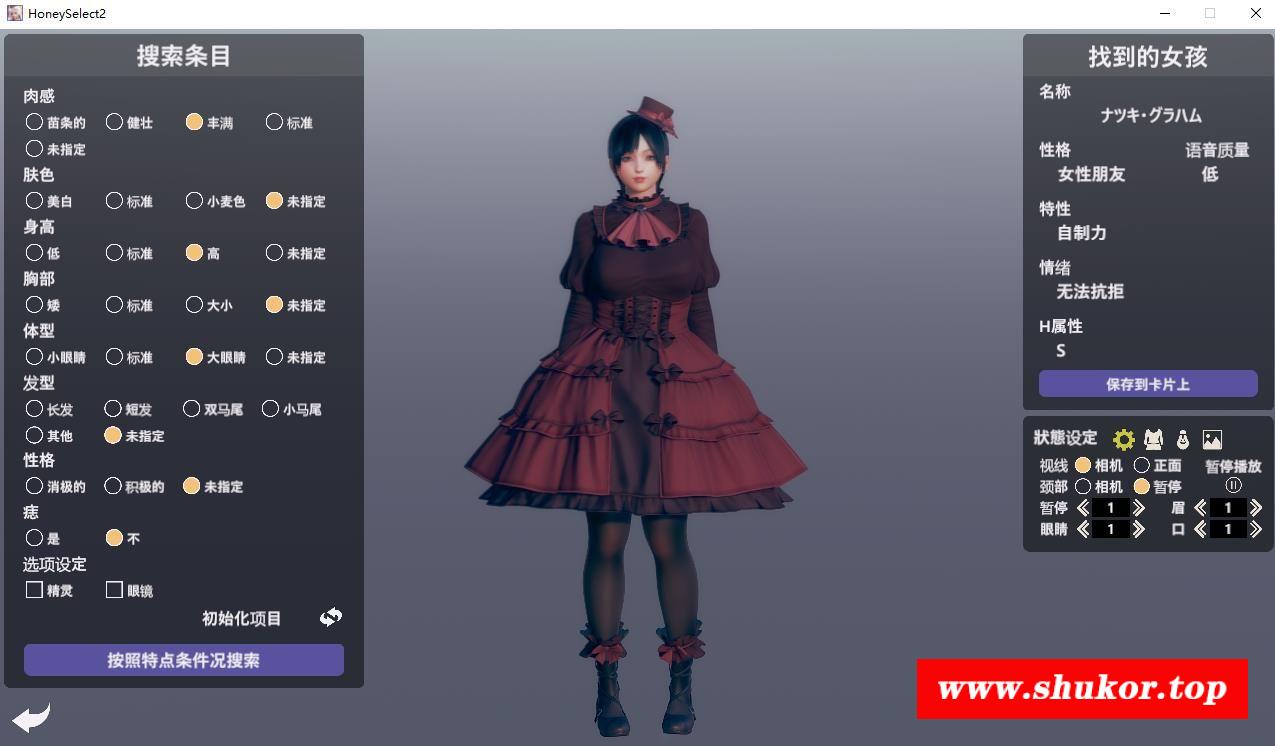 HoneySelect2
搜索条目
肉感
苗条的 健壮 丰满 标准
未指定
肤色
美白 标准 小麦色 未指定
身高
低 标准 高 未指定
胸部
矮 标准 大小 未指定
体型
小眼睛 标准 大眼睛 未指定
发型
长发 短发 双马尾 小马尾
其他 未指定
性格
消极的 积极的 未指定
痣
是 不
选项设定
精灵 眼镜
初始化项目
按照特点条件况搜索
找到的女孩
名称
ナツキ・グラハム
性格 语音质量
女性朋友 低
特性
自制力
情绪
无法抗拒
H属性
S
保存到卡片上
狀態设定
视线 相机 正面 暂停播放
颈部 相机 暂停
暂停 1 眉 1
眼睛 1 口 1
www.shukor.top